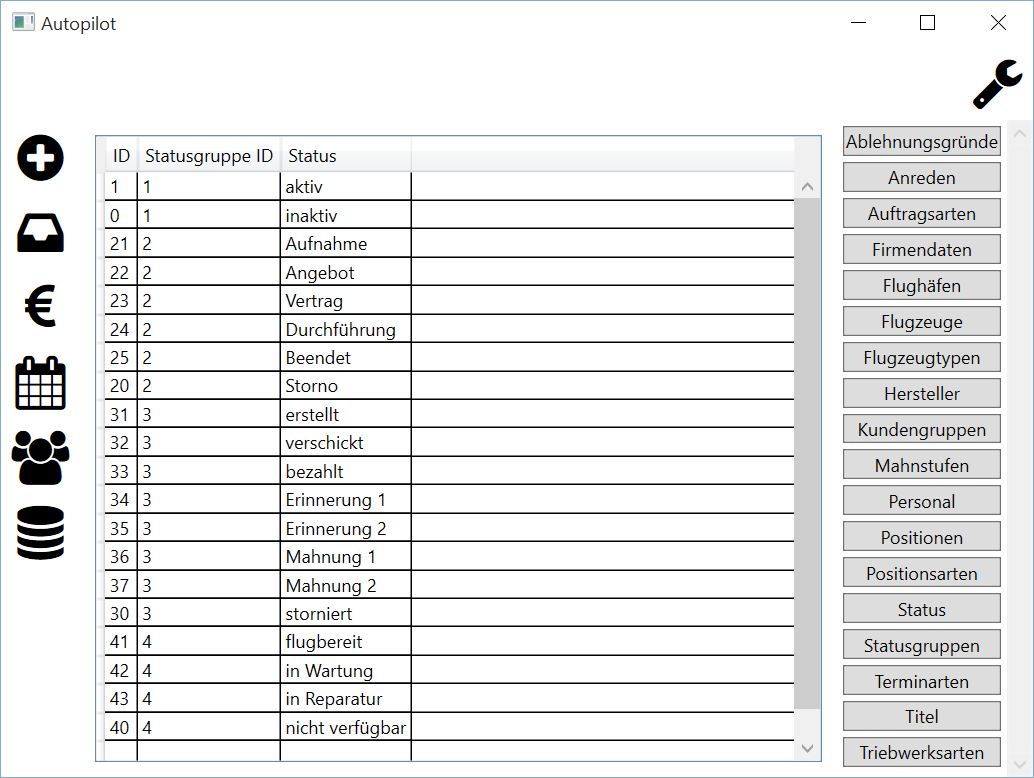 Autopilot
ID Statusgruppe ID Status
1 1 aktiv
0 1 inaktiv
21 2 Aufnahme
22 2 Angebot
23 2 Vertrag
24 2 Durchführung
25 2 Beendet
20 2 Storno
31 3 erstellt
32 3 verschickt
33 3 bezahlt
34 3 Erinnerung 1
35 3 Erinnerung 2
36 3 Mahnung 1
37 3 Mahnung 2
30 3 storniert
41 4 flugbereit
42 4 in Wartung
43 4 in Reparatur
40 4 nicht verfügbar
Ablehnungsgründe
Anreden
Auftragsarten
Firmendaten
Flughäfen
Flugzeuge
Flugzeugtypen
Hersteller
Kundengruppen
Mahnstufen
Personal
Positionen
Positionsarten
Status
Statusgruppen
Terminarten
Titel
Triebwerksarten